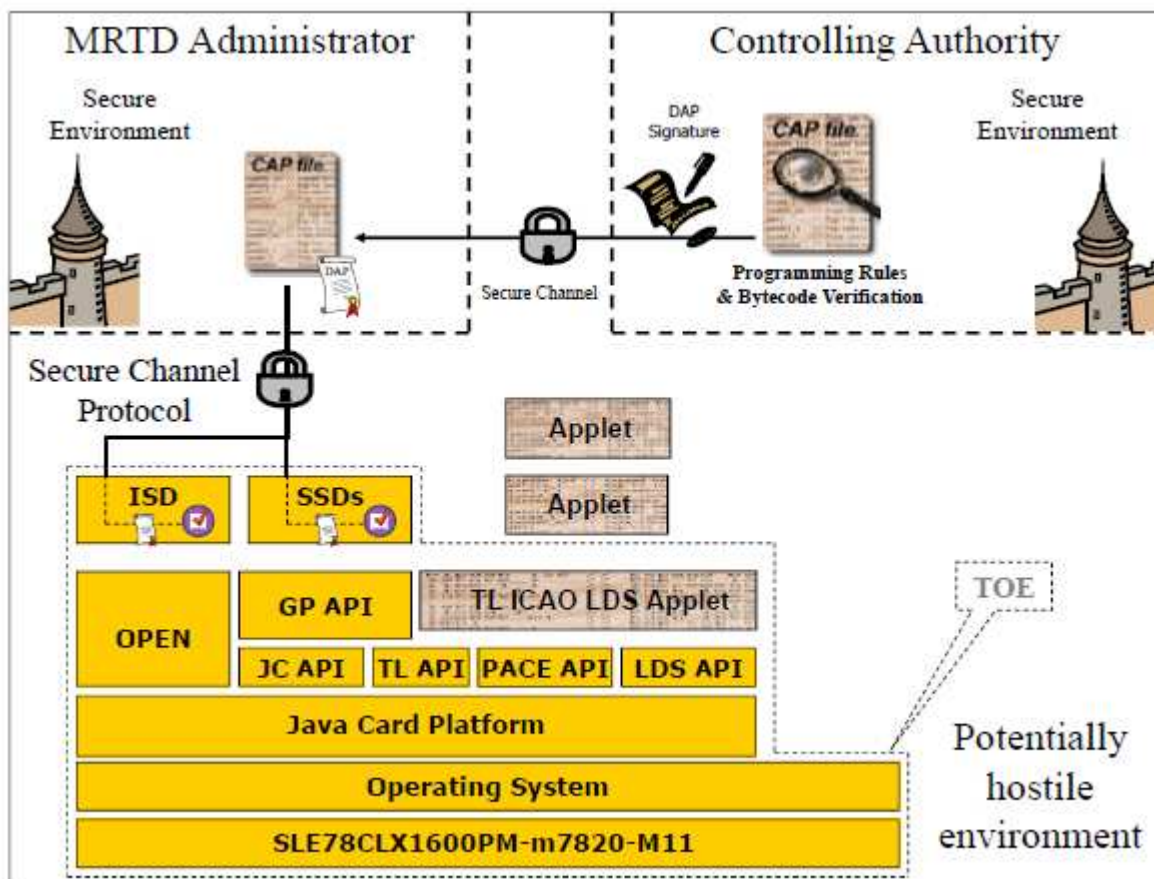 MRTD Administrator
Controlling Authority
Secure
Environment
CAP file
DAP
DAP
Signature
CAP file
Secure
Environment
Secure Channel
Programming Rules
& Bytecode Verification
Secure Channel
Protocol
Applet
Applet
ISD
SSDs
TOE
OPEN
GP API
TL ICAO LDS Applet
JC API
TL API
PACE API
LDS API
Java Card Platform
Operating System
SLE78CLX1600PM-m7820-M11
Potentially
hostile
environment